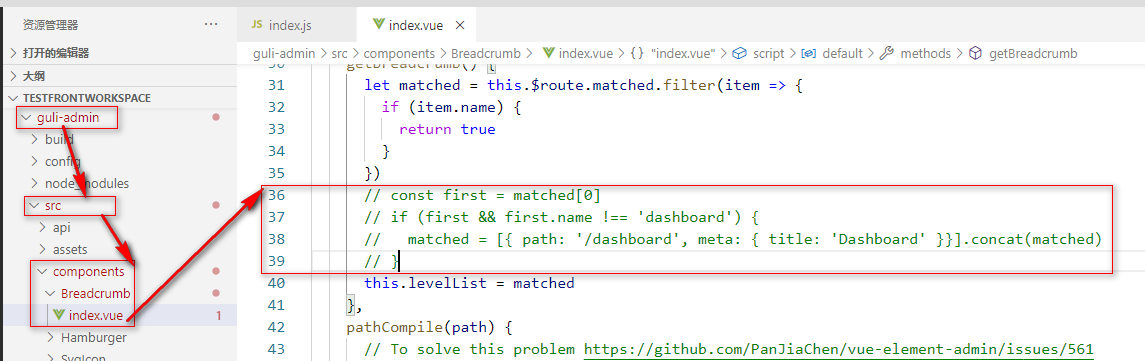 资源管理器
···
打开的编辑器
大纲
TESTFRONTWORKSPACE
guli-admin
build
config
node_modules
src
api
assets
components
Breadcrumb
index.vue 1
Hamburger
SvgIcon
JS index.js
index.vue ×
guli-admin > src > components > Breadcrumb > index.vue > {} "index.vue" > script > default > methods > getBreadcrumb
30 getBreadcrumb() {
31 let matched = this.$route.matched.filter(item => {
32 if (item.name) {
33 return true
34 }
35 })
36 // const first = matched[0]
37 // if (first && first.name !== 'dashboard') {
38 //   matched = [{ path: '/dashboard', meta: { title: 'Dashboard' }}].concat(matched)
39 // }
40 this.levelList = matched
41 },
42 pathCompile(path) {
43 // To solve this problem https://github.com/PanJiaChen/vue-element-admin/issues/561